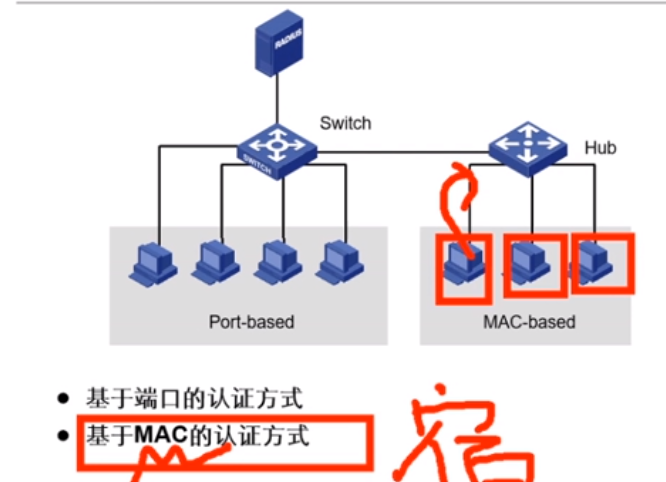 RADIUS
Switch
SWITCH
Hub
Port-based
MAC-based
● 基于端口的认证方式
● 基于MAC的认证方式
宿